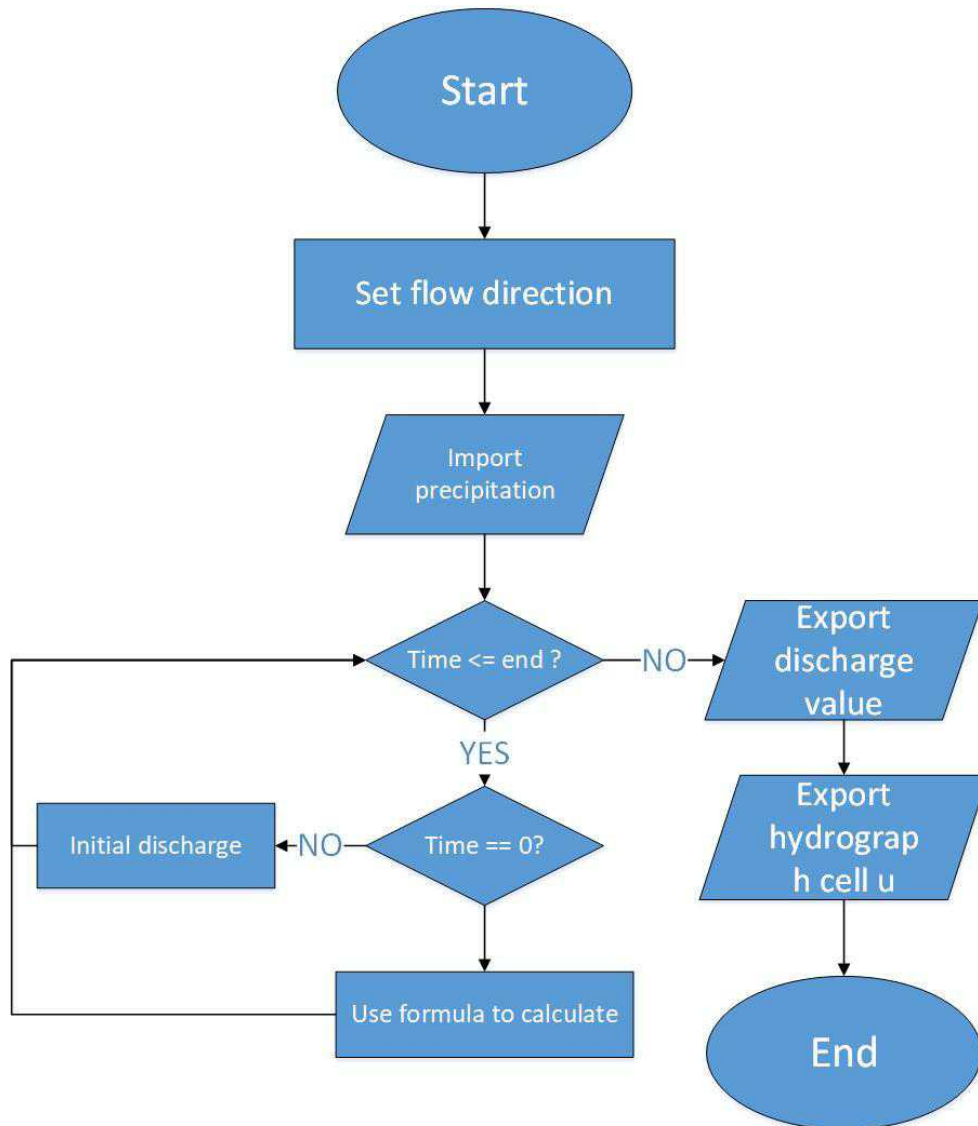 Start
Set flow direction
Import
precipitation
Time <= end ?
NO
Export
discharge
value
YES
Export
hydrograp
h cell u
Initial discharge
NO
Time == 0?
Use formula to calculate
End